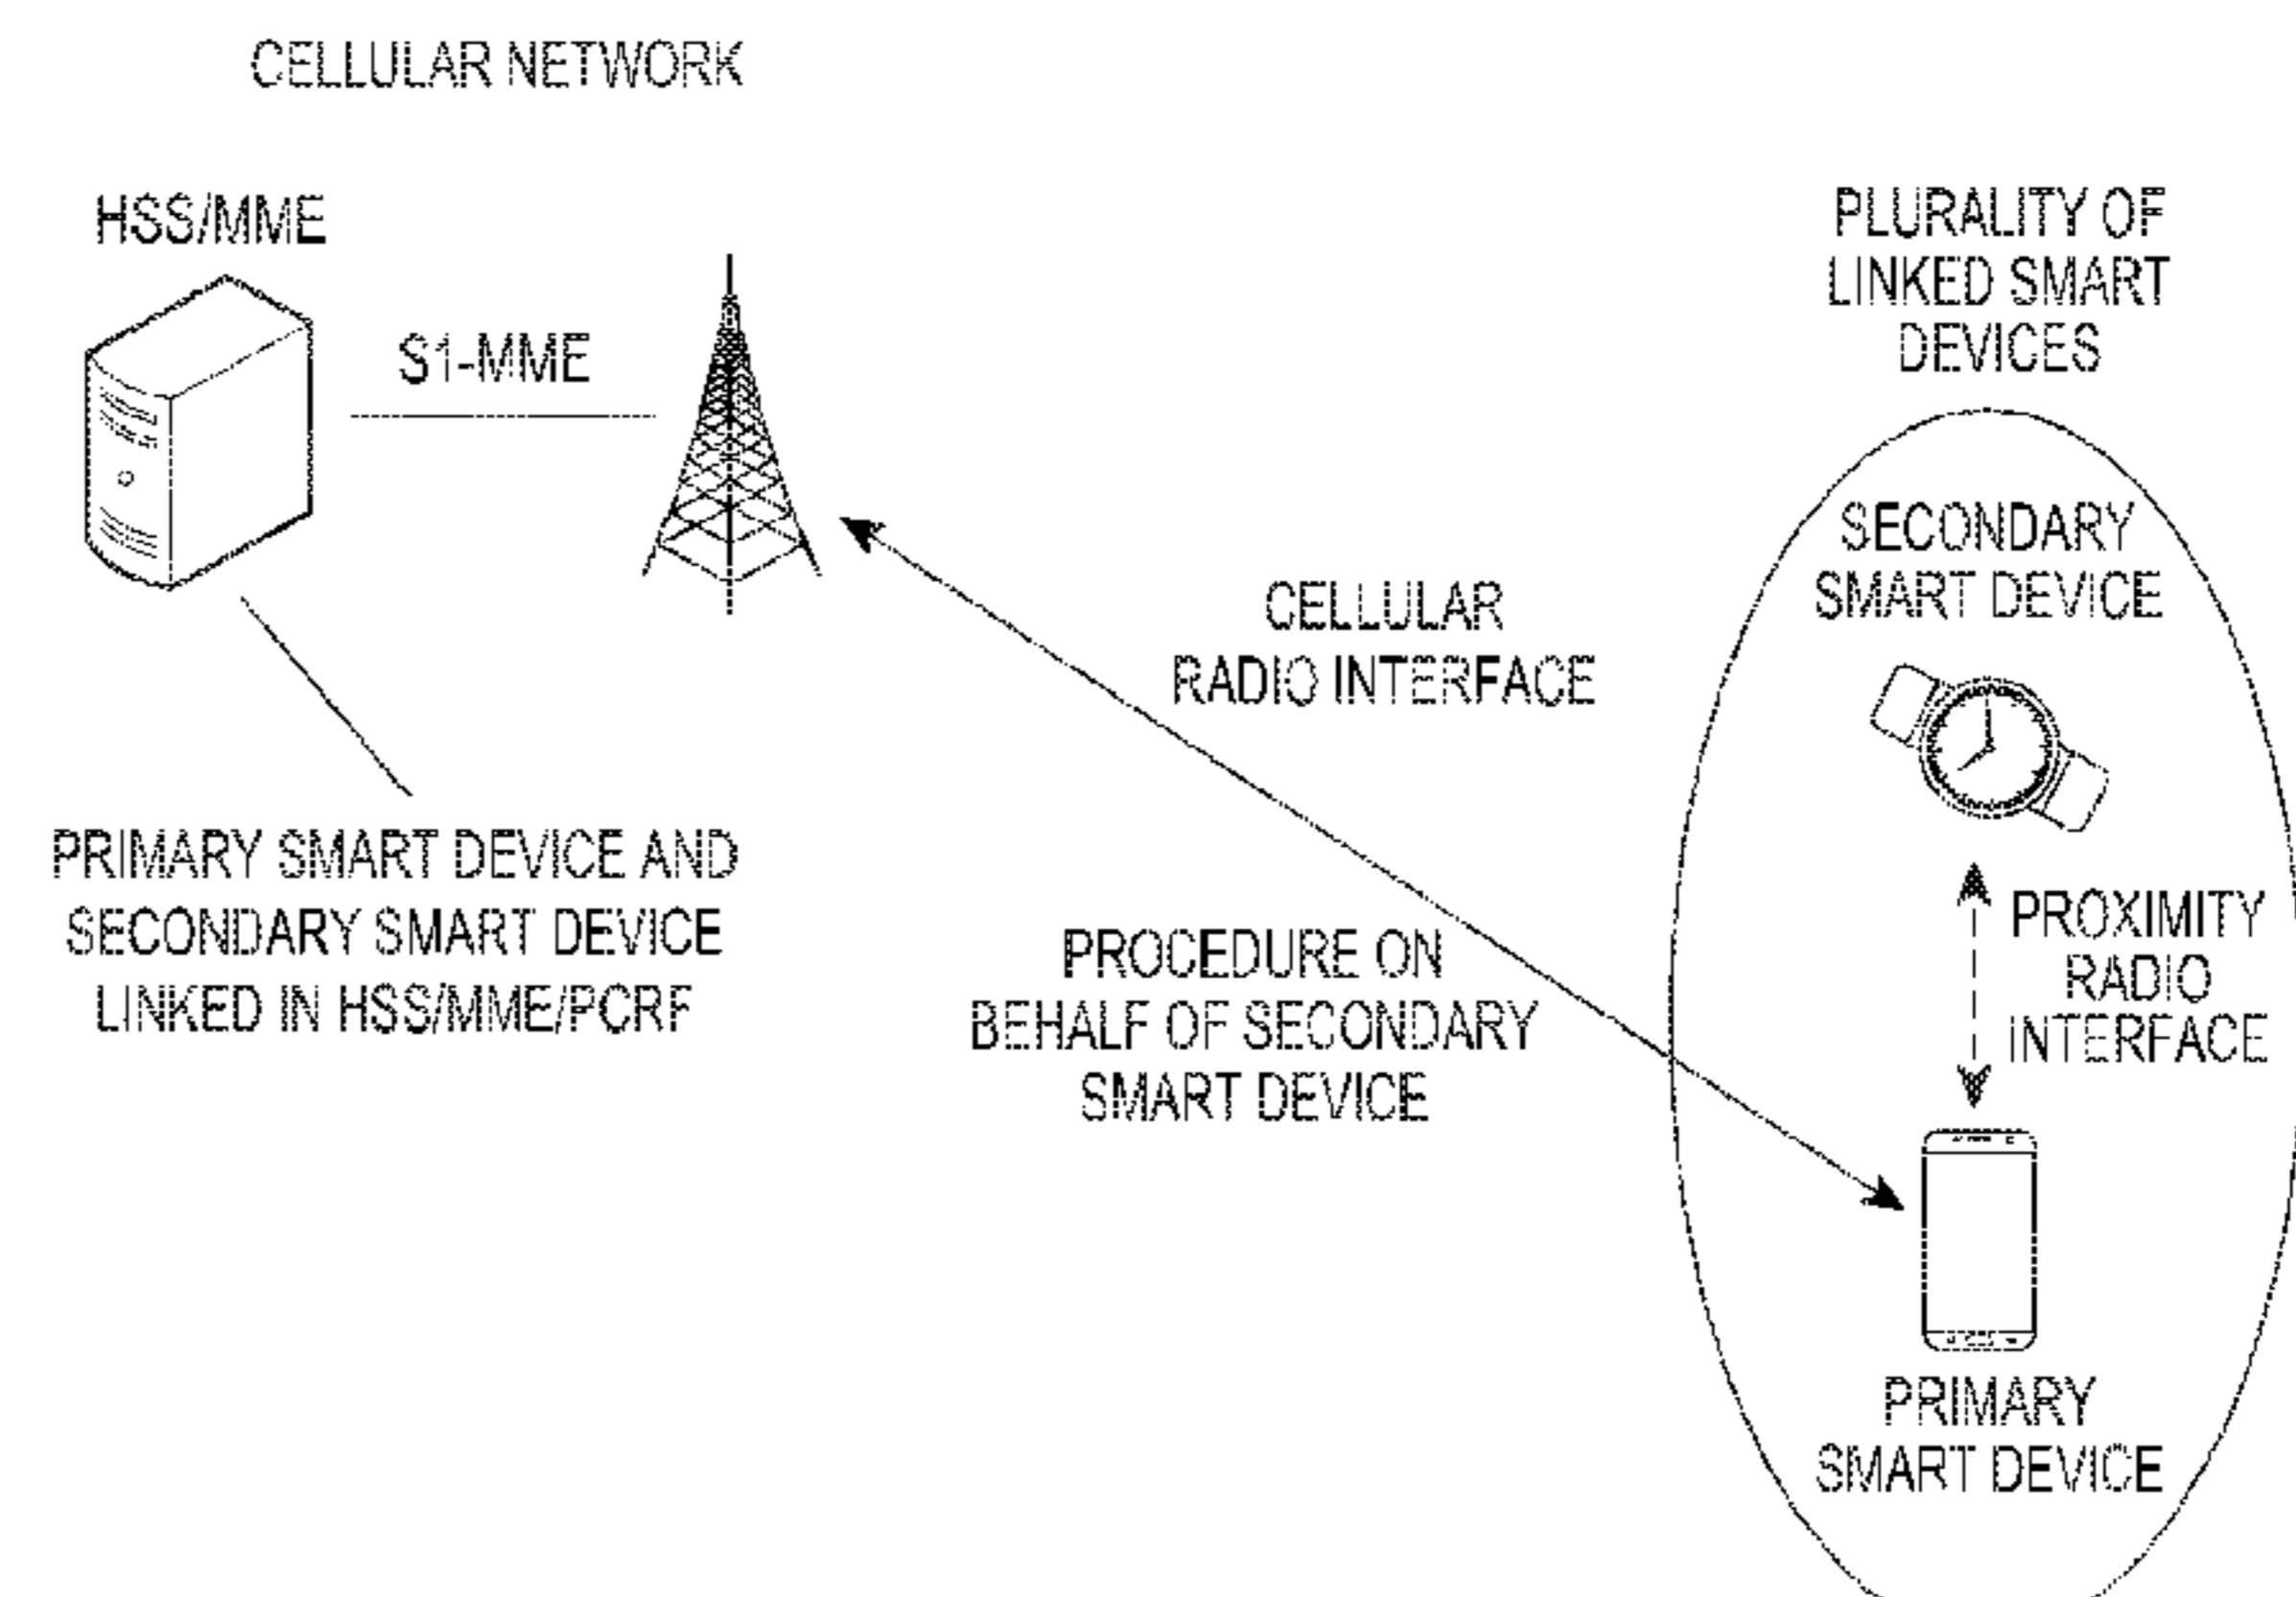 CELLULAR NETWORK
HSS/MME
S1-MME
PLURALITY OF
LINKED SMART
DEVICES
SECONDARY
SMART DEVICE
CELLULAR
RADIO INTERFACE
PRIMARY SMART DEVICE AND
SECONDARY SMART DEVICE
LINKED IN HSS/MME/PCRF
PROCEDURE ON
BEHALF OF SECONDARY
SMART DEVICE
PROXIMITY
RADIO
INTERFACE
PRIMARY
SMART DEVICE